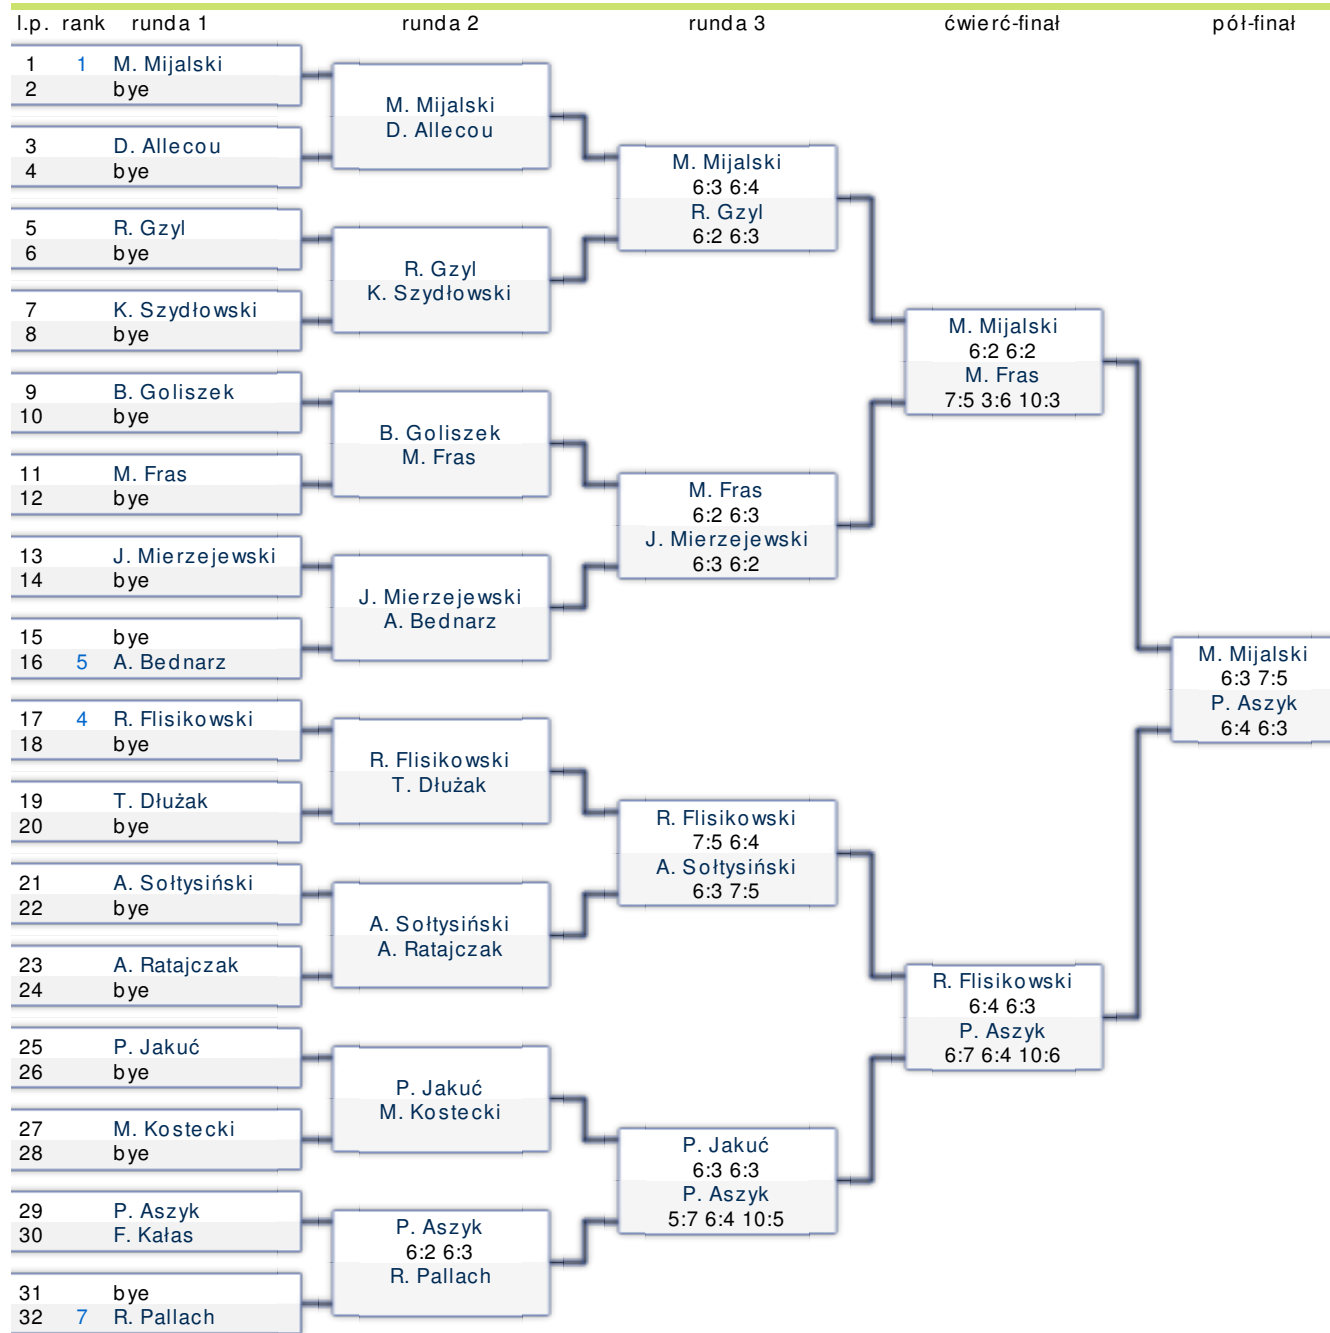 l.p. rank runda 1 runda 2 runda 3 ćwierć-finał pół-finał
1 1 M. Mijalski
2 bye
3 D. Allecou
4 bye
5 R. Gzyl
6 bye
7 K. Szydłowski
8 bye
9 B. Goliszek
10 bye
11 M. Fras
12 bye
13 J. Mierzejewski
14 bye
15 bye
16 5 A. Bednarz
17 4 R. Flisikowski
18 bye
19 T. Dłużak
20 bye
21 A. Sołtysiński
22 bye
23 A. Ratajczak
24 bye
25 P. Jakuć
26 bye
27 M. Kostecki
28 bye
29 P. Aszyk
30 F. Kałas
31 bye
32 7 R. Pallach
M. Mijalski
D. Allecou
R. Gzyl
K. Szydłowski
B. Goliszek
M. Fras
J. Mierzejewski
A. Bednarz
R. Flisikowski
T. Dłużak
A. Sołtysiński
A. Ratajczak
P. Jakuć
M. Kostecki
P. Aszyk
6:2 6:3
R. Pallach
M. Mijalski
6:3 6:4
R. Gzyl
6:2 6:3
M. Fras
6:2 6:3
J. Mierzejewski
6:3 6:2
R. Flisikowski
7:5 6:4
A. Sołtysiński
6:3 7:5
P. Jakuć
6:3 6:3
P. Aszyk
5:7 6:4 10:5
M. Mijalski
6:2 6:2
M. Fras
7:5 3:6 10:3
R. Flisikowski
6:4 6:3
P. Aszyk
6:7 6:4 10:6
M. Mijalski
6:3 7:5
P. Aszyk
6:4 6:3